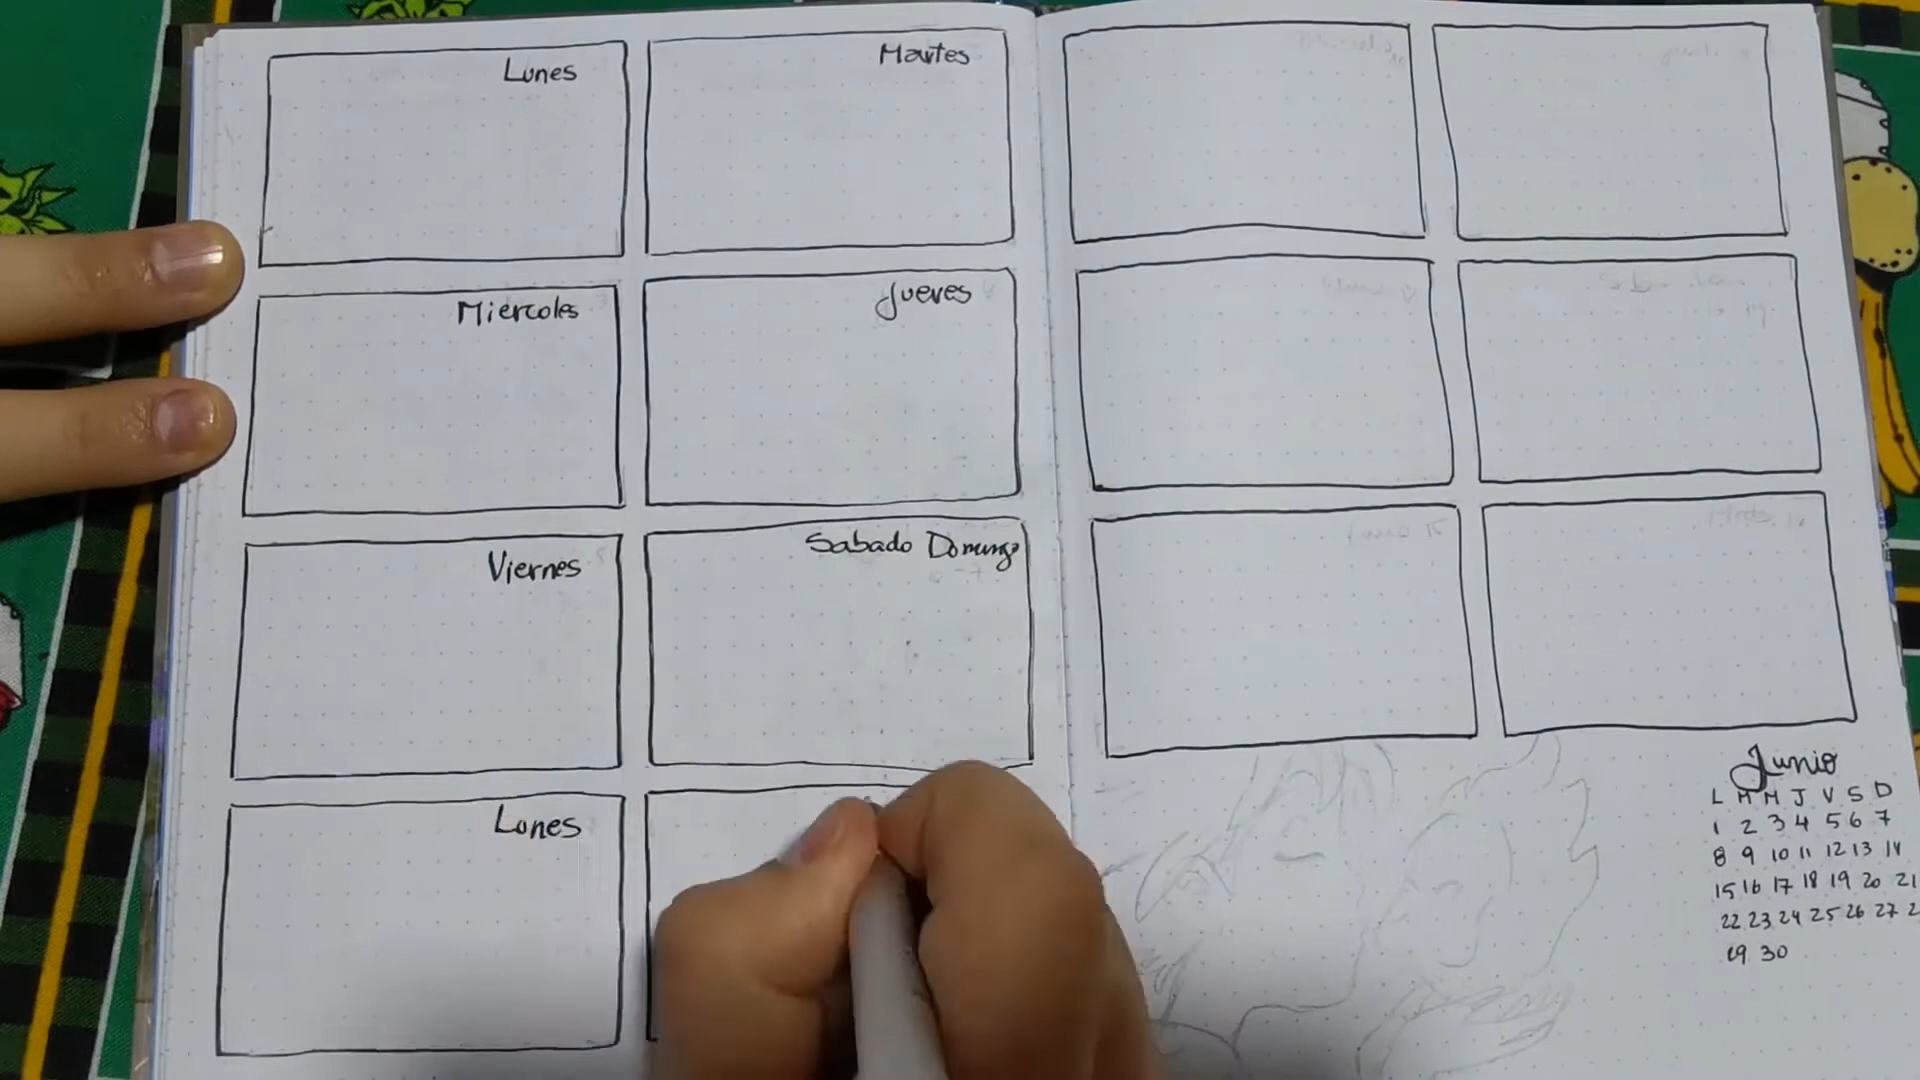 Lunes
Martes
Miercoles
Jueves
Viernes
Sabado Domingo
Lunes
Junio
L M M J V S D
1 2 3 4 5 6 7
8 9 10 11 12 13 14
15 16 17 18 19 20 21
22 23 24 25 26 27
29 30